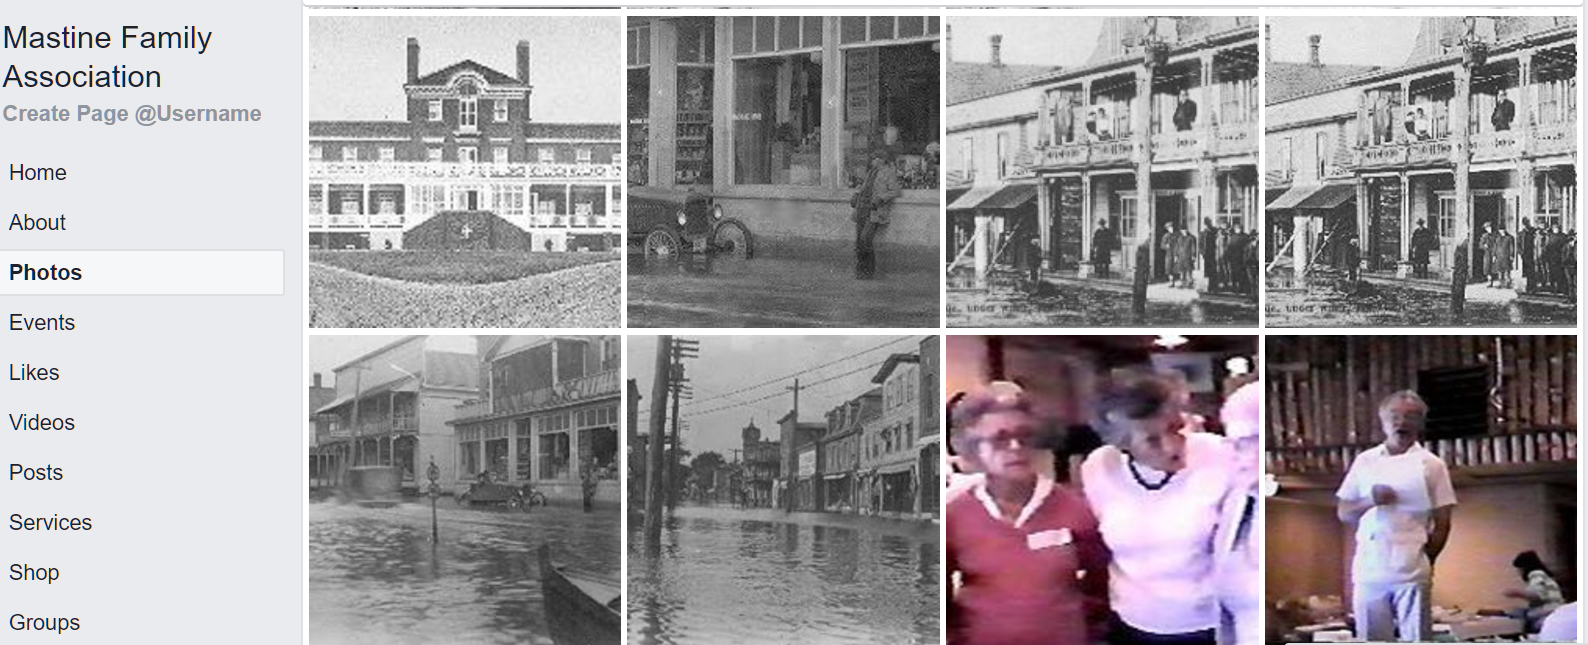 Mastine Family
Association
Create Page @Username
Home
About
Photos
Events
Likes
Videos
Posts
Services
Shop
Groups